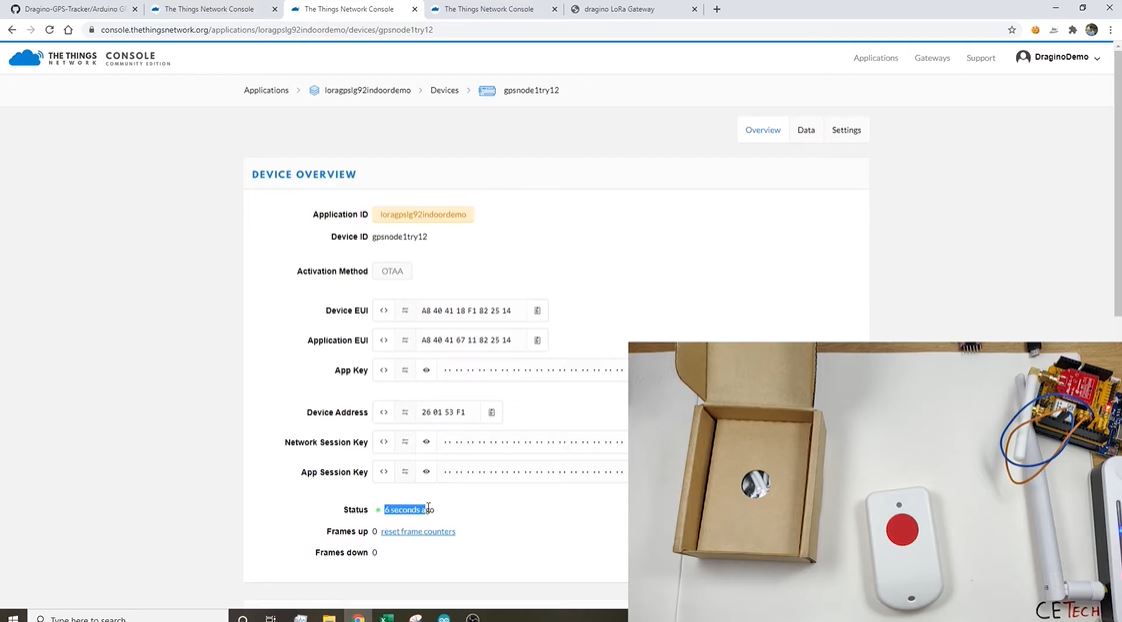 Dragino-GPS-Tracker/Arduino G
The Things Network Console
The Things Network Console
The Things Network Console
dragino LoRa Gateway
console.thethingsnetwork.org/applications/loragpslg92indoordemo/devices/gpsnode1try12
THE THINGS NETWORK
CONSOLE COMMUNITY EDITION
Applications
Gateways
Support
DraginoDemo
Applications > loragpslg92indoordemo > Devices > gpsnode1try12
Overview
Data
Settings
DEVICE OVERVIEW
Application ID loragpslg92indoordemo
Device ID gpsnode1try12
Activation Method OTAA
Device EUI A8 40 41 18 F1 82 25 14
Application EUI A8 40 41 67 11 82 25 14
App Key
Device Address 26 01 53 F1
Network Session Key
App Session Key
Status 6 seconds ago
Frames up 0 reset frame counters
Frames down 0
CETECH
Type here to search